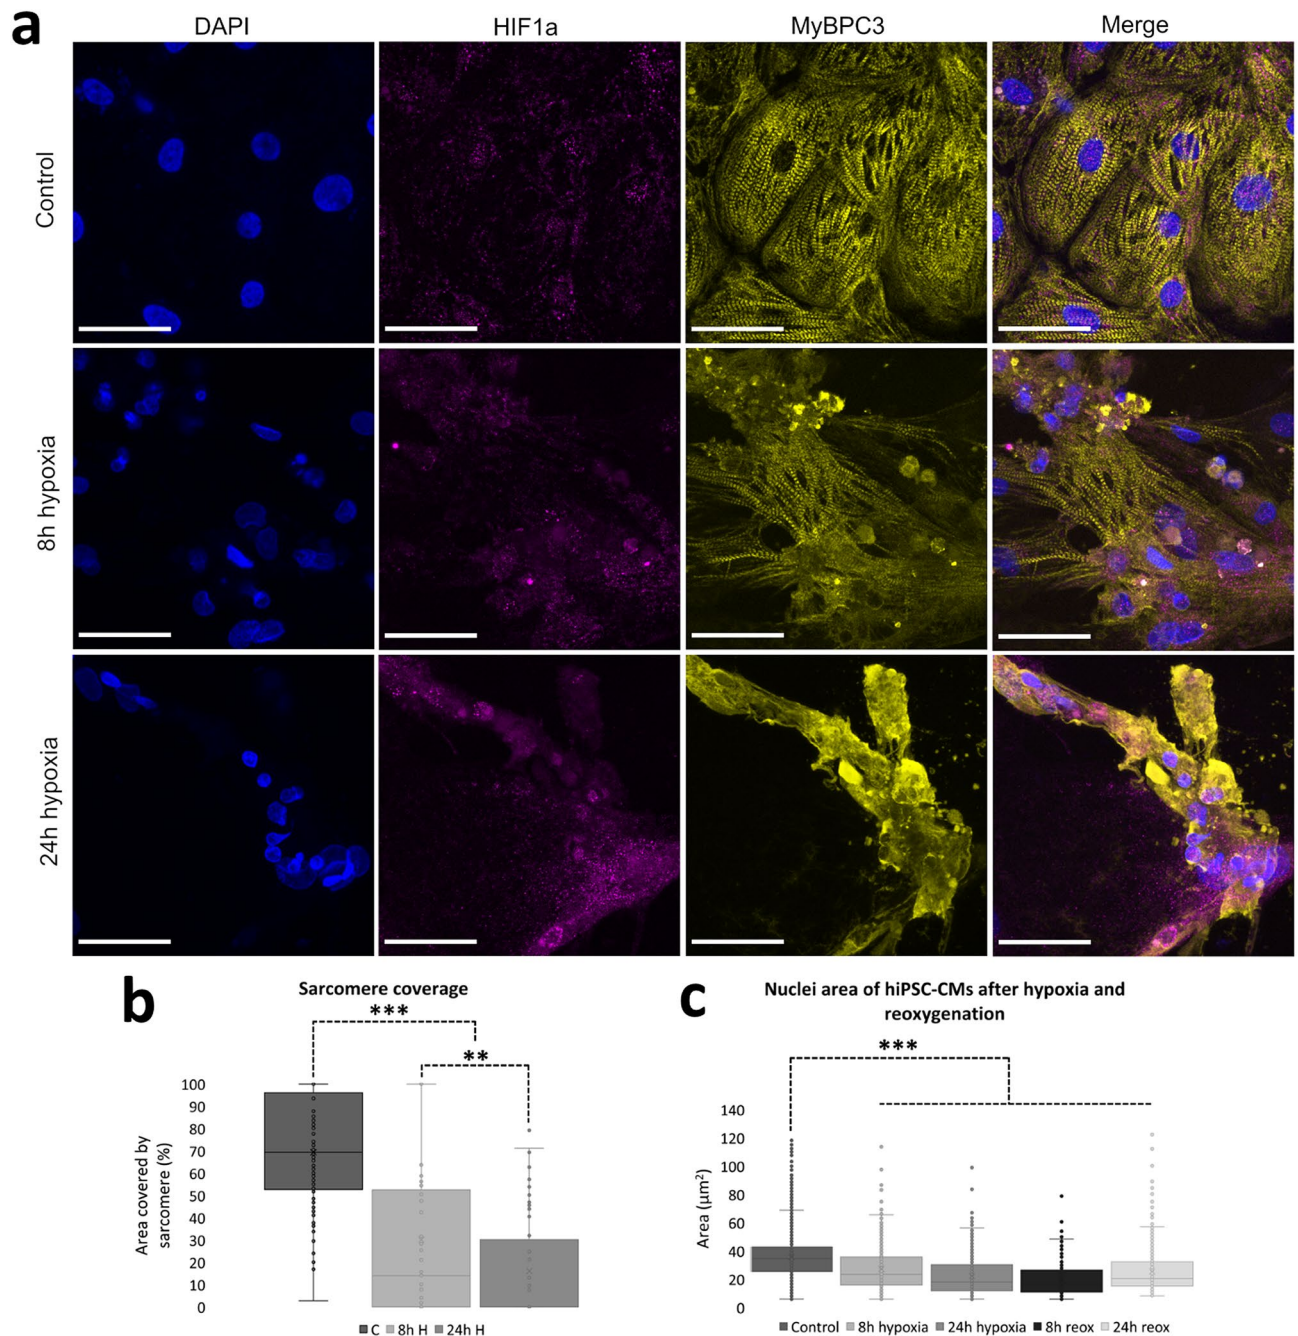 a
DAPI HIF1a MyBPC3 Merge
Control
8h hypoxia
24h hypoxia
b
Sarcomere coverage
***
**
Area covered by
sarcomere (%)
100
90
80
70
60
50
40
30
20
10
0
C 8h H 24h H
c
Nuclei area of hiPSC-CMs after hypoxia and
reoxygenation
***
Area (µm²)
140
120
100
80
60
40
20
0
Control 8h hypoxia 24h hypoxia 8h reox 24h reox